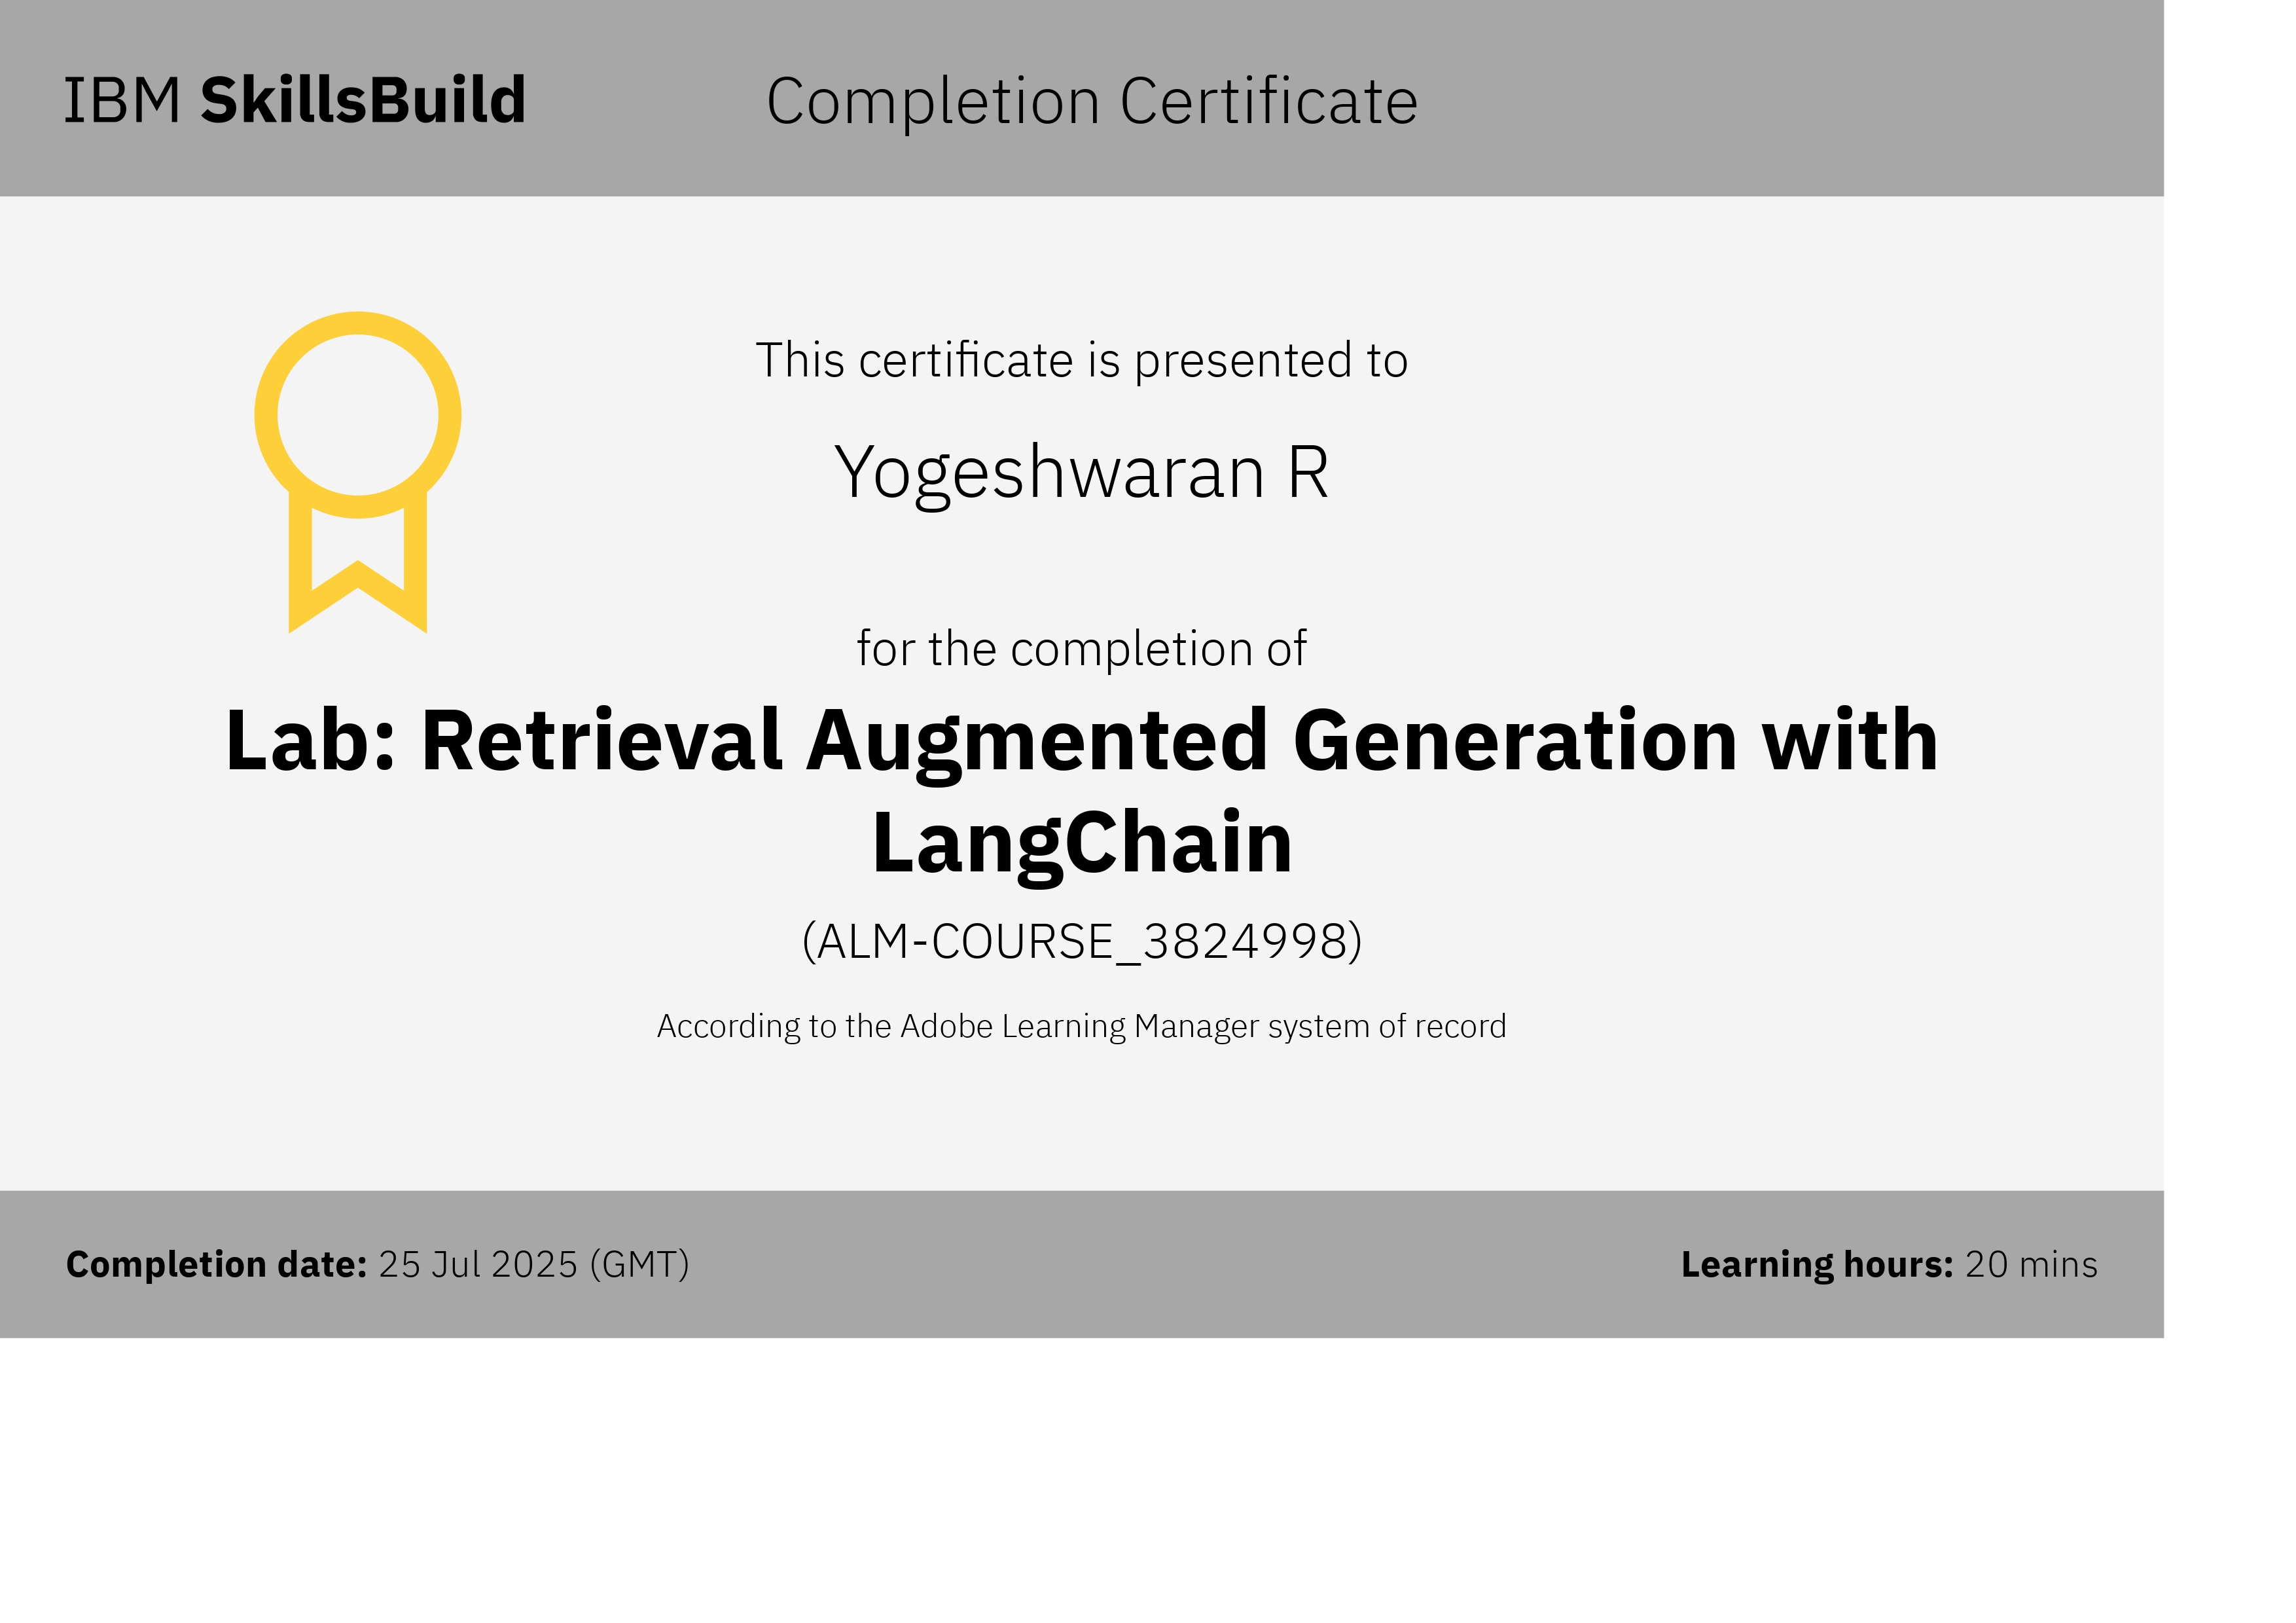 IBM SkillsBuild
Completion Certificate
This certificate is presented to
Yogeshwaran R
for the completion of
Lab: Retrieval Augmented Generation with
LangChain
(ALM-COURSE_3824998)
According to the Adobe Learning Manager system of record
Completion date: 25 Jul 2025 (GMT)
Learning hours: 20 mins